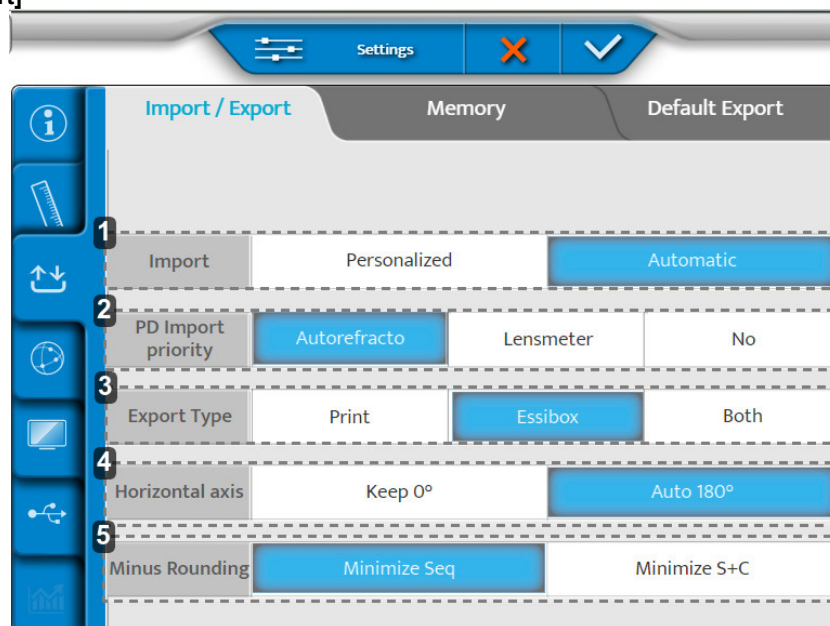 Settings
Import / Export Memory Default Export
1
Import Personalized Automatic
2
PD Import
priority Autorefracto Lensmeter No
3
Export Type Print Essibox Both
4
Horizontal axis Keep 0° Auto 180°
5
Minus Rounding Minimize Seq Minimize S+C